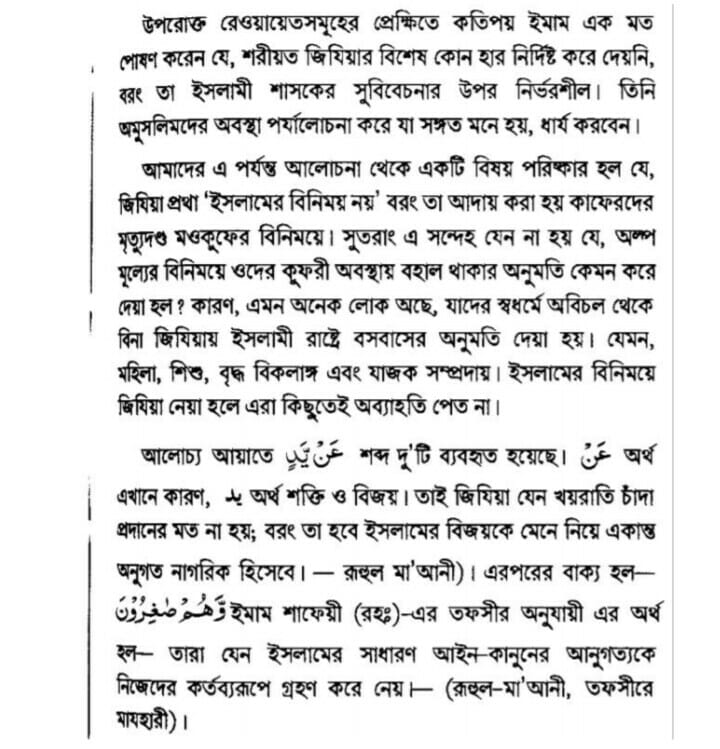 উপরোক্ত রেওয়ায়েতসমূহের প্রেক্ষিতে কতিপয় ইমাম এক মত
পোষণ করেন যে, শরীয়ত জিযিয়ার বিশেষ কোন হার নির্দিষ্ট করে দেয়নি,
বরং তা ইসলামী শাসকের সুবিবেচনার উপর নির্ভরশীল। তিনি
অমুসলিমদের অবস্থা পর্যালোচনা করে যা সঙ্গত মনে হয়, ধার্য করবেন।
আমাদের এ পর্যন্ত আলোচনা থেকে একটি বিষয় পরিষ্কার হল যে,
জিযিয়া প্রথা ‘ইসলামের বিনিময় নয়’ বরং তা আদায় করা হয় কাফেরদের
মৃত্যুদণ্ড মওকুফের বিনিময়ে। সুতরাং এ সন্দেহ যেন না হয় যে, অল্প
মূল্যের বিনিময়ে ওদের কুফরী অবস্থায় বহাল থাকার অনুমতি কেমন করে
দেয়া হল? কারণ, এমন অনেক লোক অছে, যাদের স্বধর্মে অবিচল থেকে
বিনা জিযিয়ায় ইসলামী রাষ্ট্রে বসবাসের অনুমতি দেয়া হয়। যেমন,
মহিলা, শিশু, বৃদ্ধ বিকলাঙ্গ এবং যাজক সম্প্রদায়। ইসলামের বিনিময়ে
জিযিয়া নেয়া হলে এরা কিছুতেই অব্যাহতি পেত না।
আলোচ্য আয়াতে عَنْ يَّدٍ শব্দ দু'টি ব্যবহৃত হয়েছে। عَنْ অর্থ
এখানে কারণ, يد অর্থ শক্তি ও বিজয়। তাই জিযিয়া যেন খয়রাতি চাঁদা
প্রদানের মত না হয়; বরং তা হবে ইসলামের বিজয়কে মেনে নিয়ে একান্ত
অনুগত নাগরিক হিসেবে। — রূহুল মা'আনী)। এরপরের বাক্য হল—
وَّهُمْ صٰغِرُوْنَ ইমাম শাফেয়ী (রহঃ)-এর তফসীর অনুযায়ী এর অর্থ
হল— তারা যেন ইসলামের সাধারণ আইন-কানুনের আনুগত্যকে
নিজেদের কর্তব্যরূপে গ্রহণ করে নেয়।— (রূহুল-মা'আনী, তফসীরে
মাযহারী)।